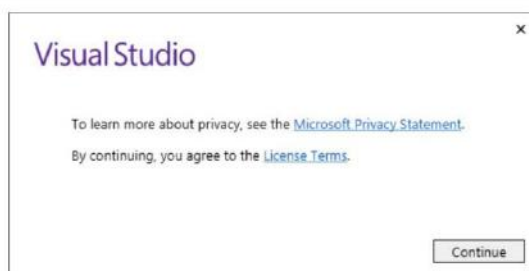 Visual Studio
To learn more about privacy, see the Microsoft Privacy Statement.
By continuing, you agree to the License Terms.
Continue